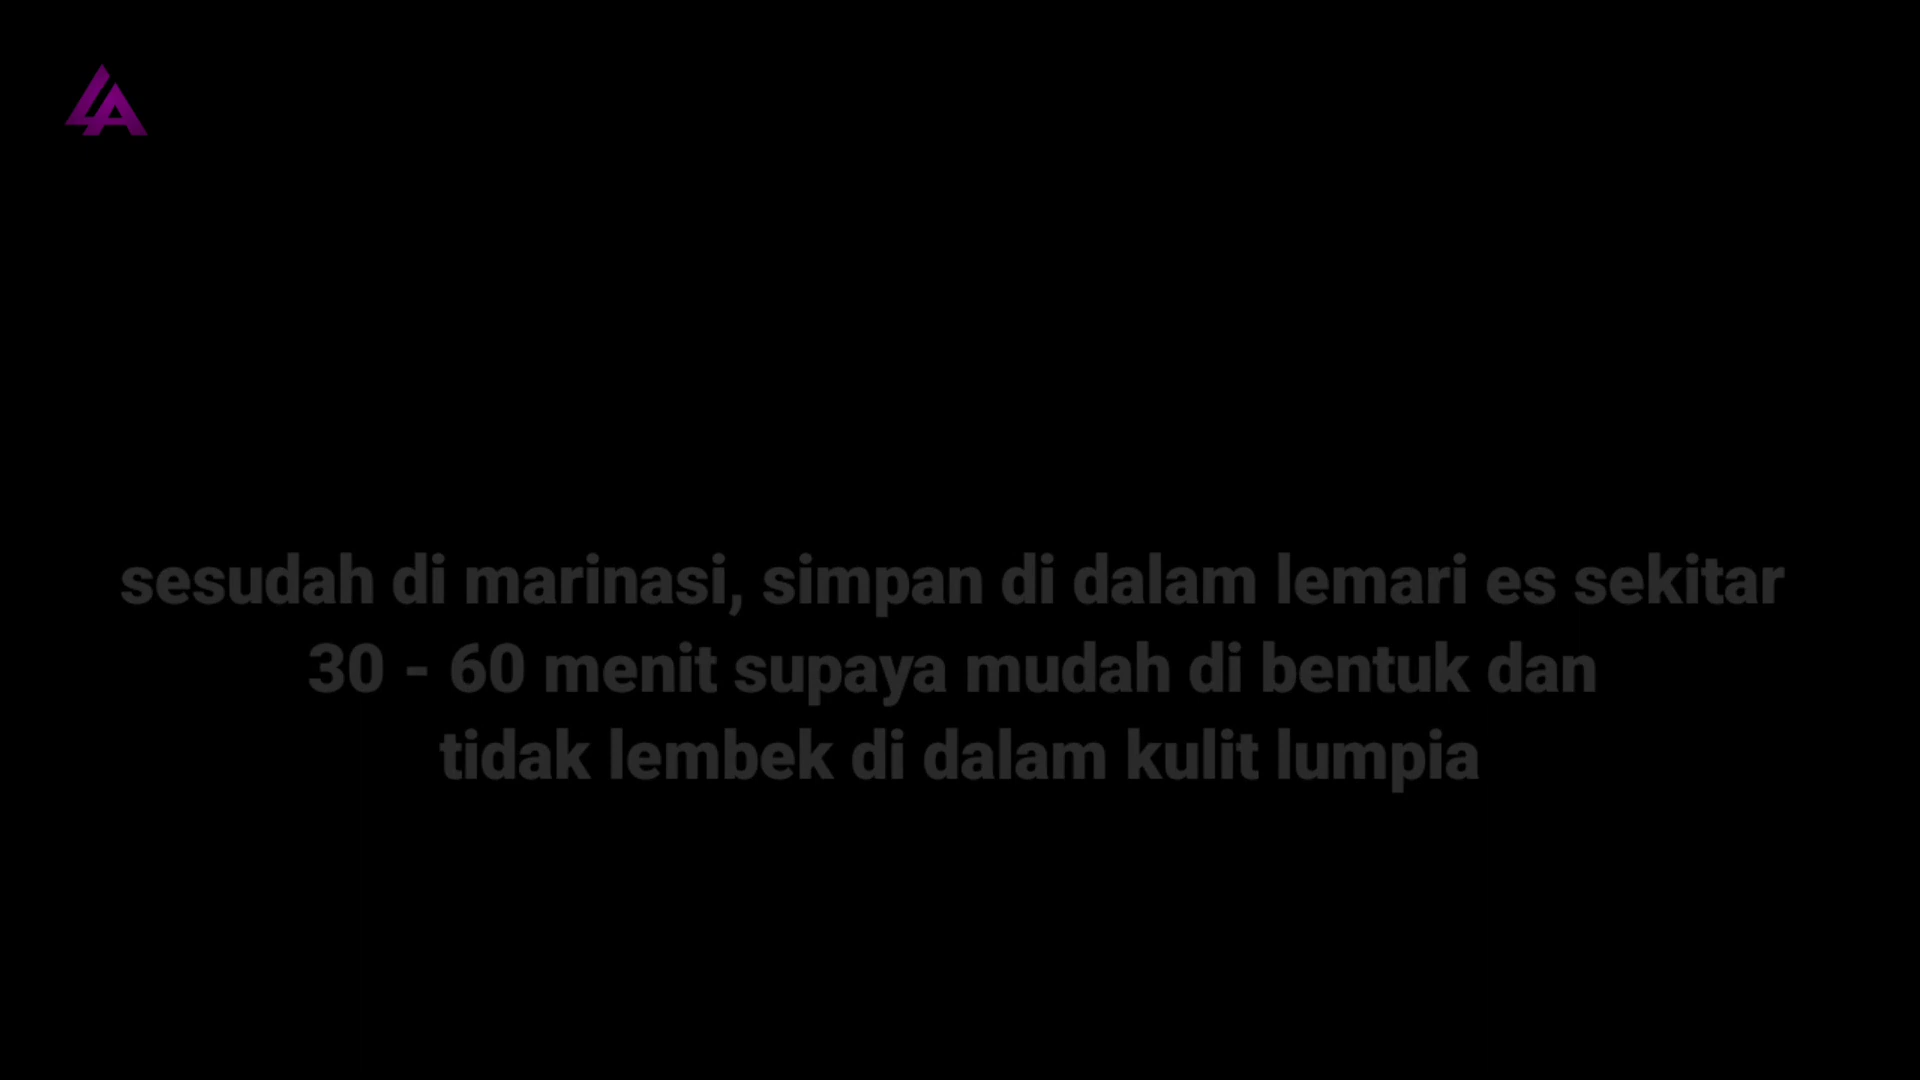 LA
sesudah di marinasi, simpan di dalam lemari es sekitar
30 - 60 menit supaya mudah di bentuk dan
tidak lembek di dalam kulit lumpia